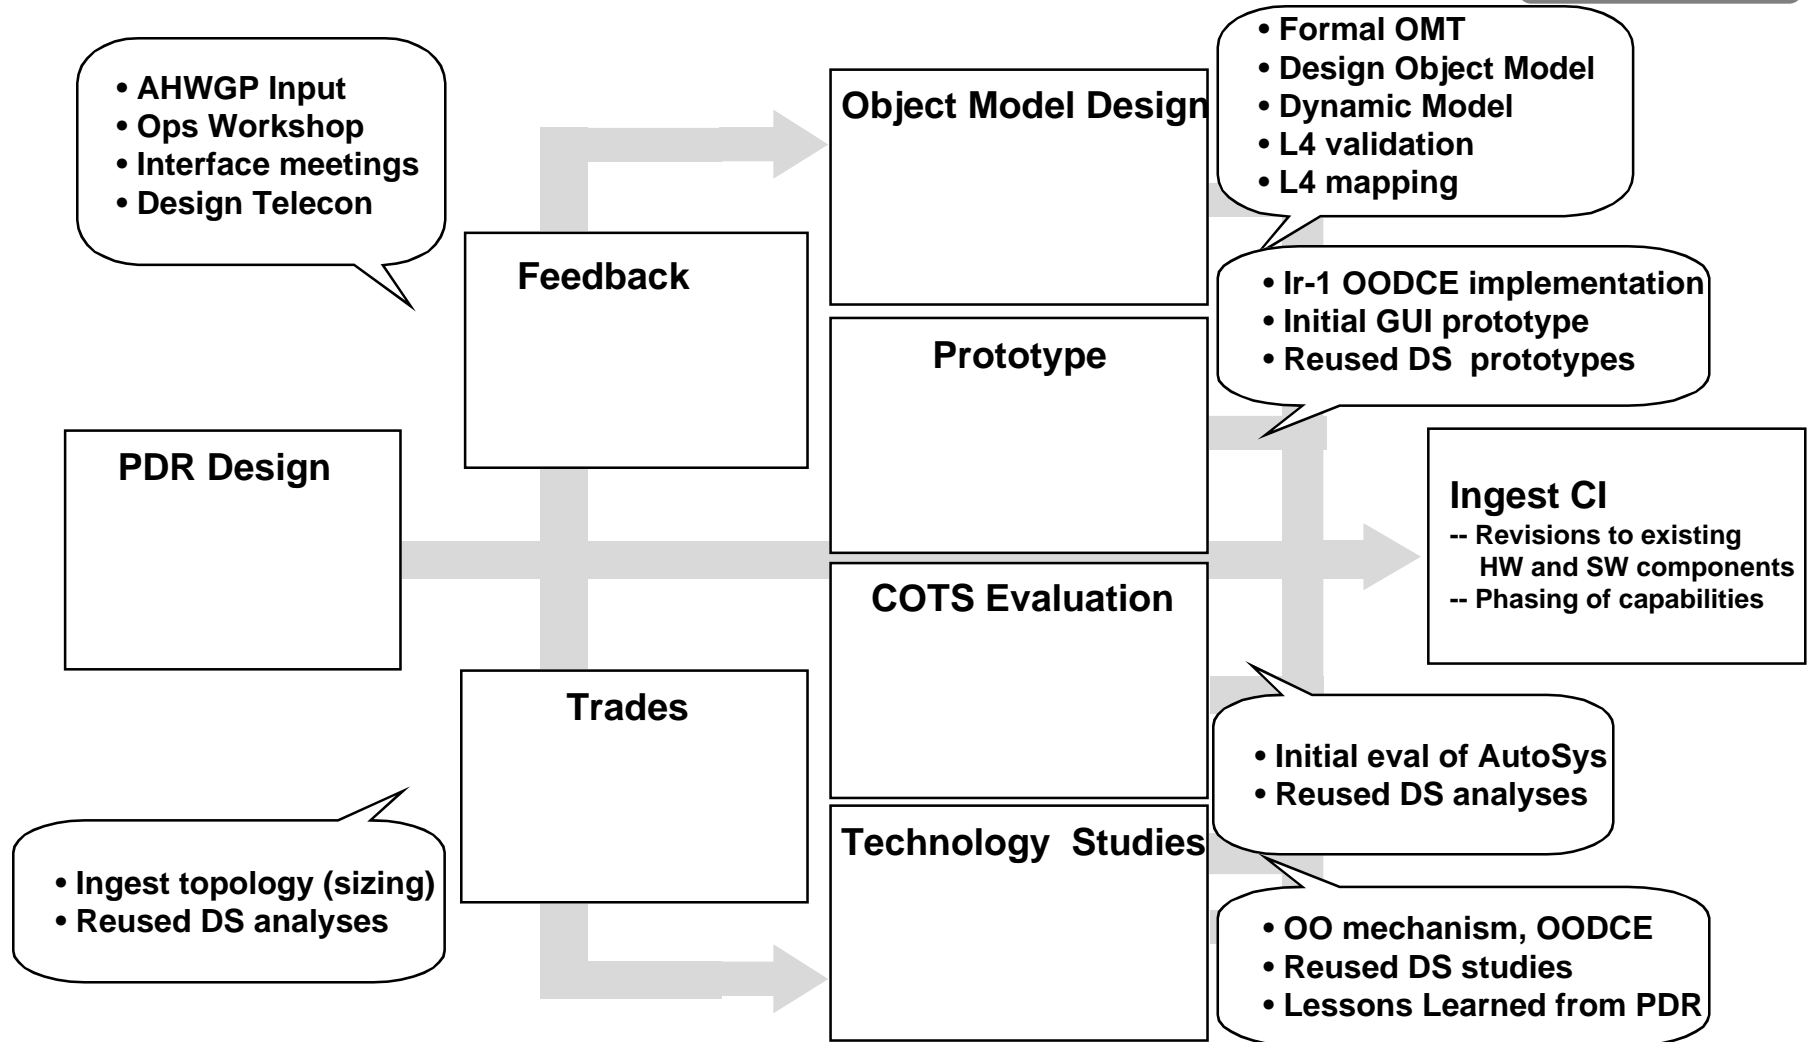 • AHWGP Input
• Ops Workshop
• Interface meetings
• Design Telecon
Object Model Design
• Formal OMT
• Design Object Model
• Dynamic Model
• L4 validation
• L4 mapping
Feedback
• Ir-1 OODCE implementation
• Initial GUI prototype
• Reused DS  prototypes
Prototype
PDR Design
Ingest CI
-- Revisions to existing
HW and SW components
-- Phasing of capabilities
COTS Evaluation
Trades
• Initial eval of AutoSys
• Reused DS analyses
Technology  Studies
• Ingest topology (sizing)
• Reused DS analyses
• OO mechanism, OODCE
• Reused DS studies
• Lessons Learned from PDR